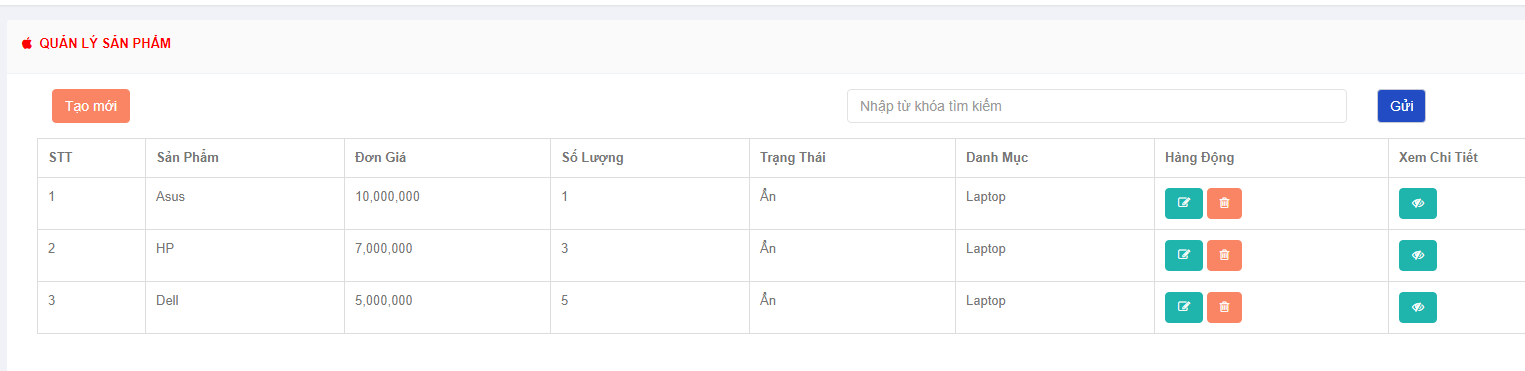 QUẢN LÝ SẢN PHẨM
Tạo mới Nhập từ khóa tìm kiếm Gửi
STT Sản Phẩm Đơn Giá Số Lượng Trạng Thái Danh Mục Hàng Động Xem Chi Tiết
1 Asus 10,000,000 1 Ẩn Laptop
2 HP 7,000,000 3 Ẩn Laptop
3 Dell 5,000,000 5 Ẩn Laptop